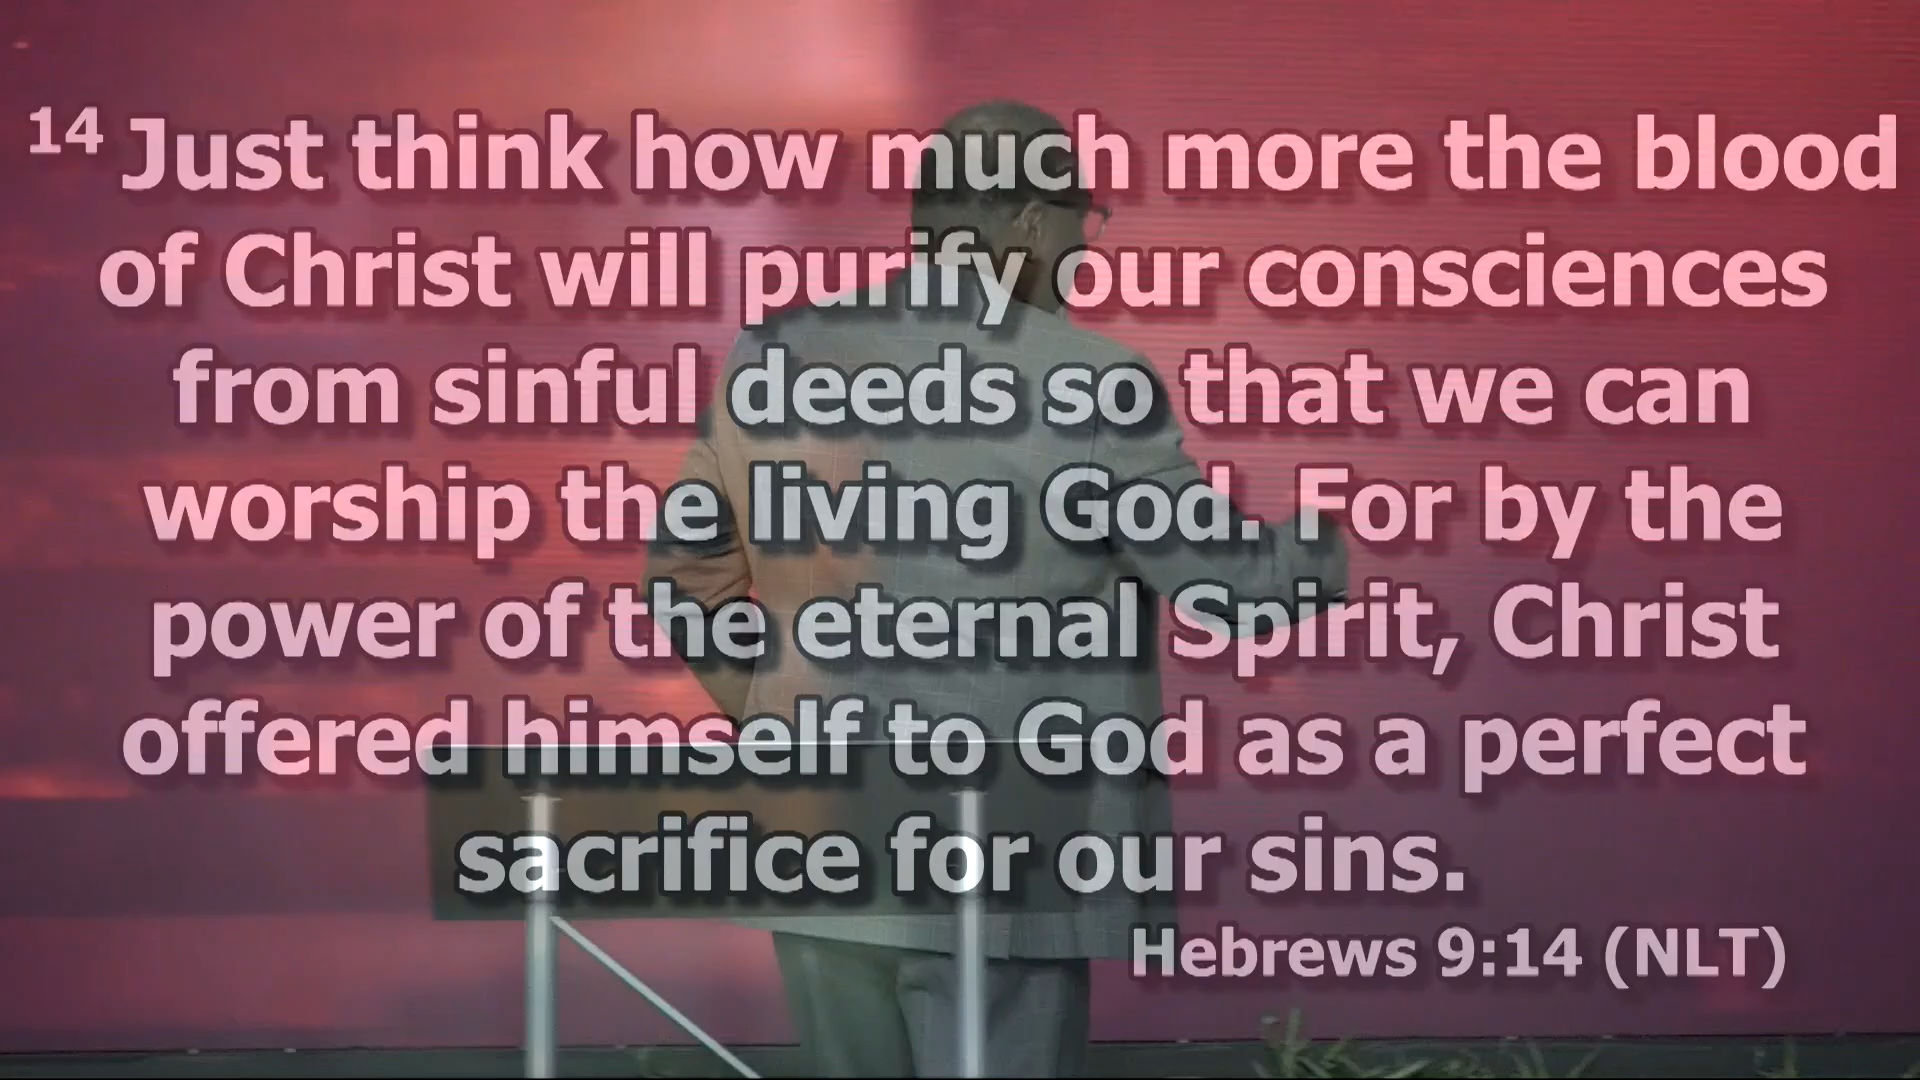 14 Just think how much more the blood
of Christ will purify our consciences
from sinful deeds so that we can
worship the living God. For by the
power of the eternal Spirit, Christ
offered himself to God as a perfect
sacrifice for our sins.
Hebrews 9:14 (NLT)